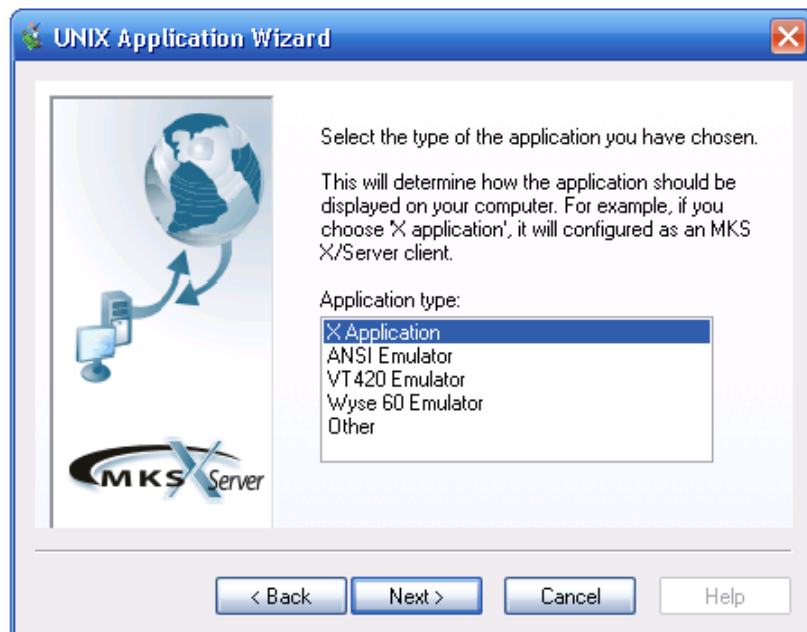 UNIX Application Wizard
Select the type of the application you have chosen.
This will determine how the application should be
displayed on your computer. For example, if you
choose 'X application', it will configured as an MKS
X/Server client.
Application type:
X Application
ANSI Emulator
VT420 Emulator
Wyse 60 Emulator
Other
MKS X Server
< Back
Next >
Cancel
Help